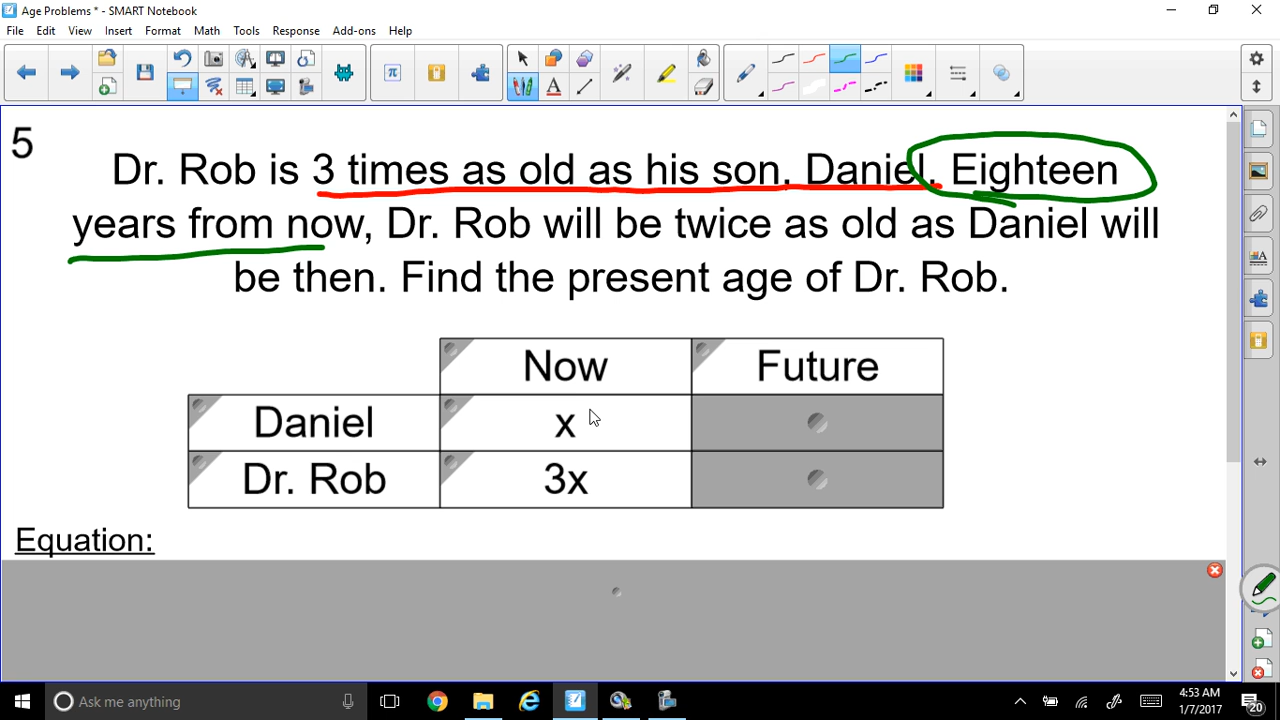 Age Problems * - SMART Notebook
File Edit View Insert Format Math Tools Response Add-ons Help
5
Dr. Rob is 3 times as old as his son, Daniel. Eighteen
years from now, Dr. Rob will be twice as old as Daniel will
be then. Find the present age of Dr. Rob.
Now Future
Daniel x
Dr. Rob 3x
Equation:
Ask me anything
4:53 AM
1/7/2017
20